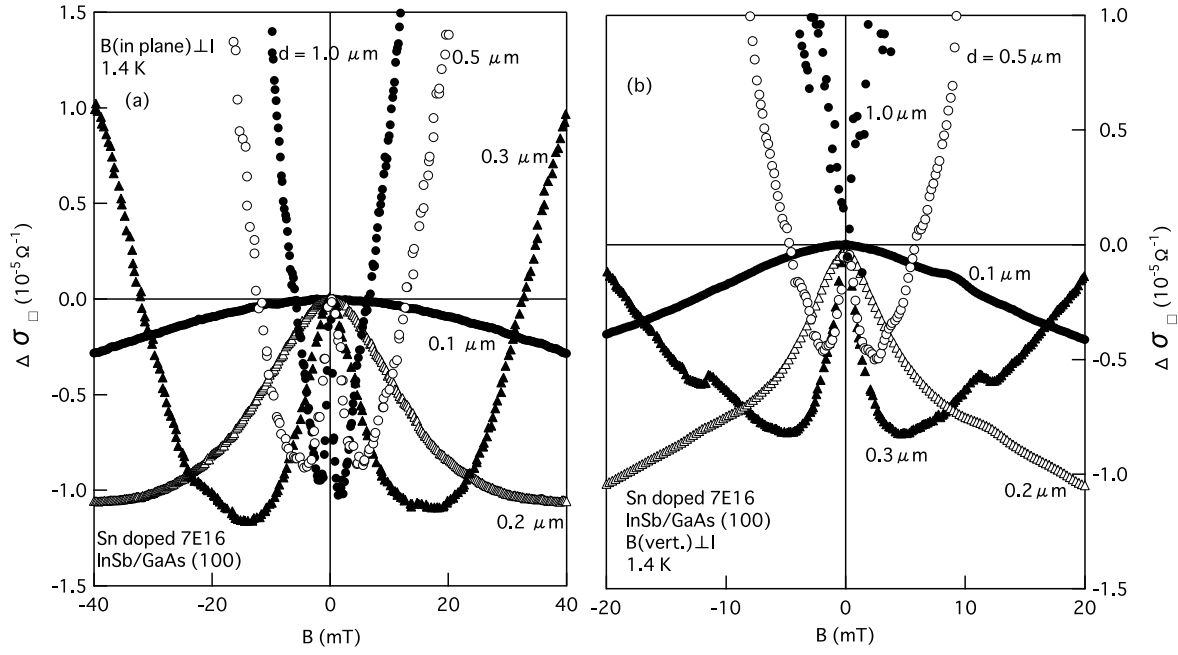 1.5
1.0
0.5
0.0
-0.5
-1.0
-1.5
Δ σ□ (10⁻⁵ Ω⁻¹)
B(in plane)⊥I
1.4 K
(a)
d = 1.0 μm
0.5 μm
0.3 μm
0.1 μm
0.2 μm
Sn doped 7E16
InSb/GaAs (100)
-40
-20
0
20
40
B (mT)
(b)
d = 0.5 μm
1.0 μm
0.1 μm
0.3 μm
0.2 μm
Sn doped 7E16
InSb/GaAs (100)
B(vert.)⊥I
1.4 K
1.0
0.5
0.0
-0.5
-1.0
-1.5
Δ σ□ (10⁻⁵ Ω⁻¹)
-20
-10
0
10
20
B (mT)